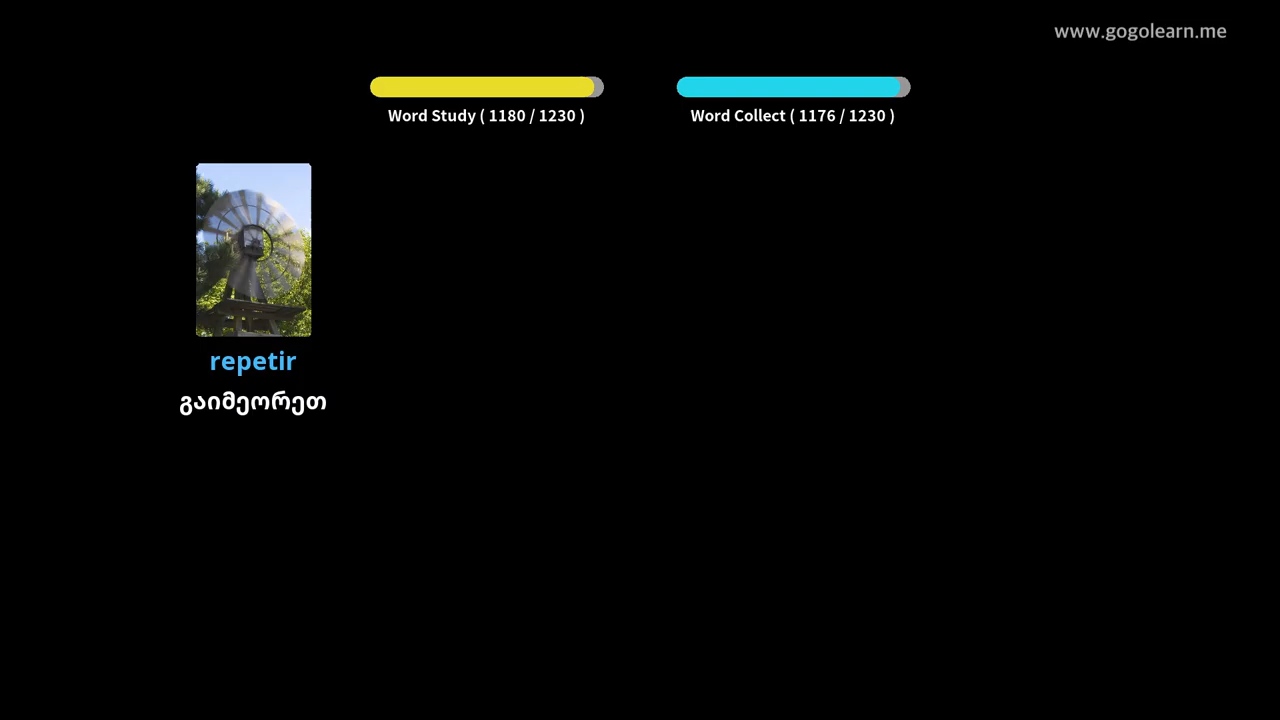 www.gogolearn.me
Word Study ( 1180 / 1230 )
Word Collect ( 1176 / 1230 )
repetir
გაიმეორეთ